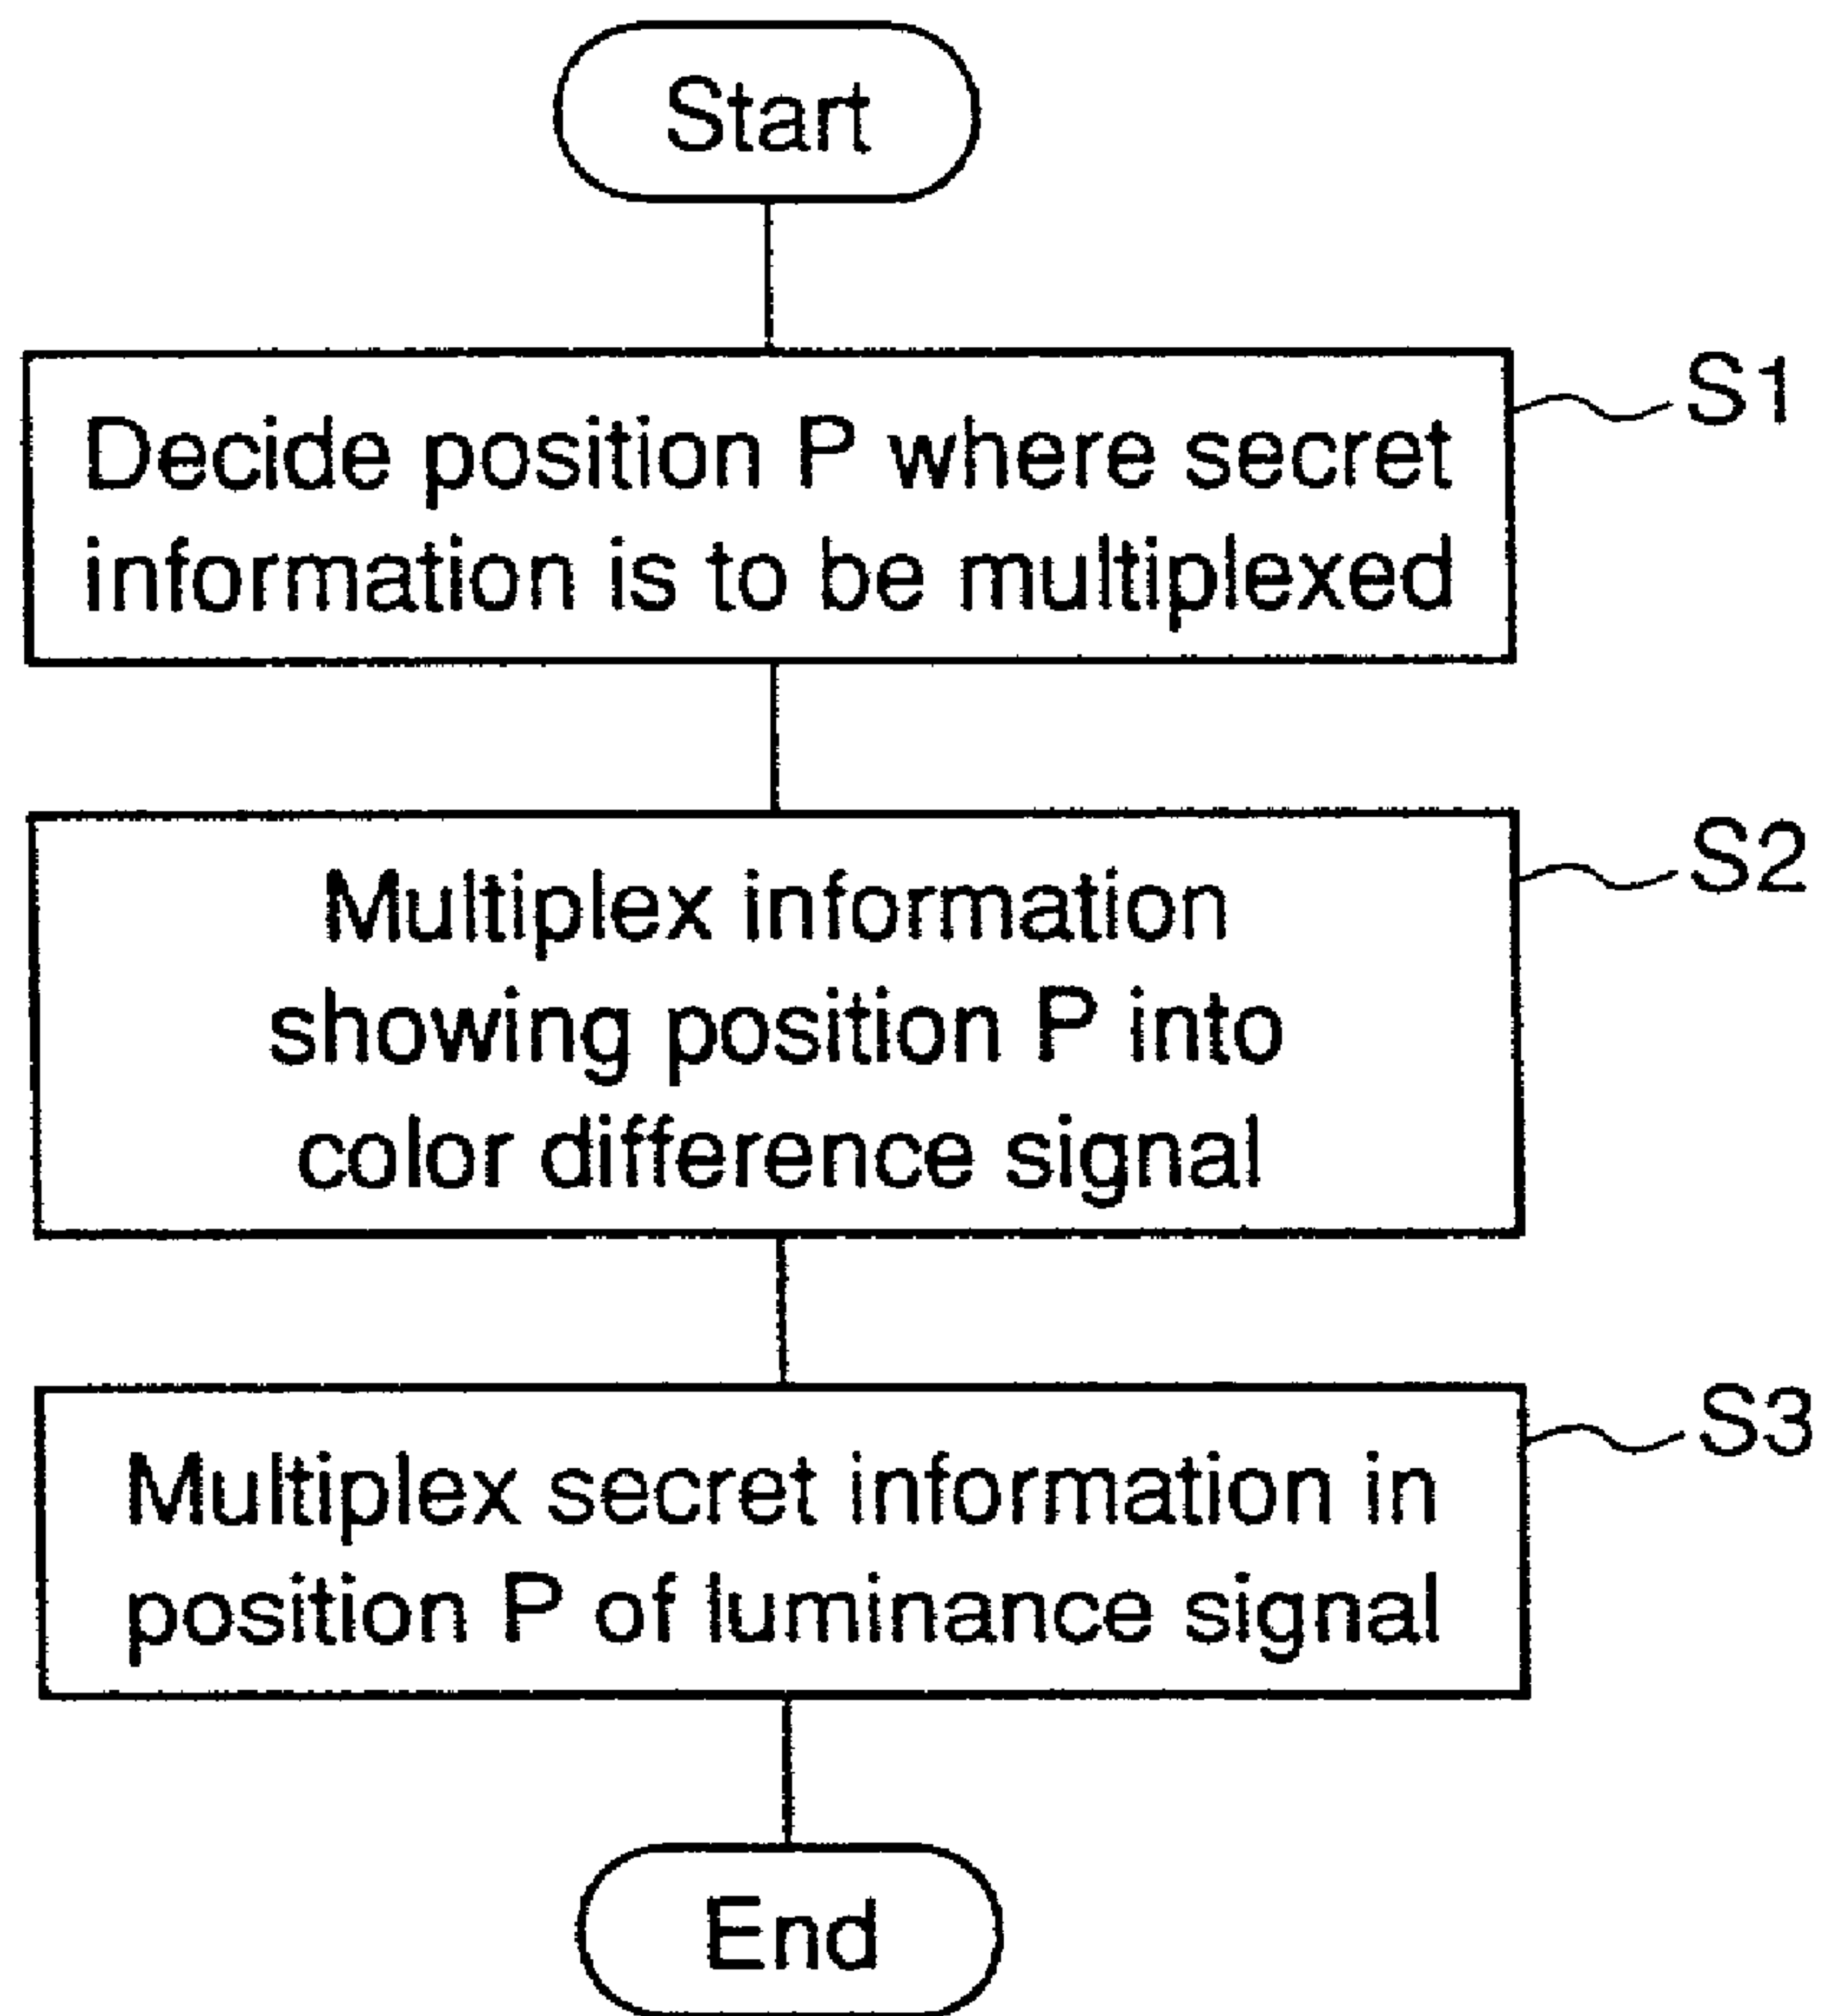 Start
S1
Decide position P where secret
information is to be multiplexed
S2
Multiplex information
showing position P into
color difference signal
S3
Multiplex secret information in
position P of luminance signal
End